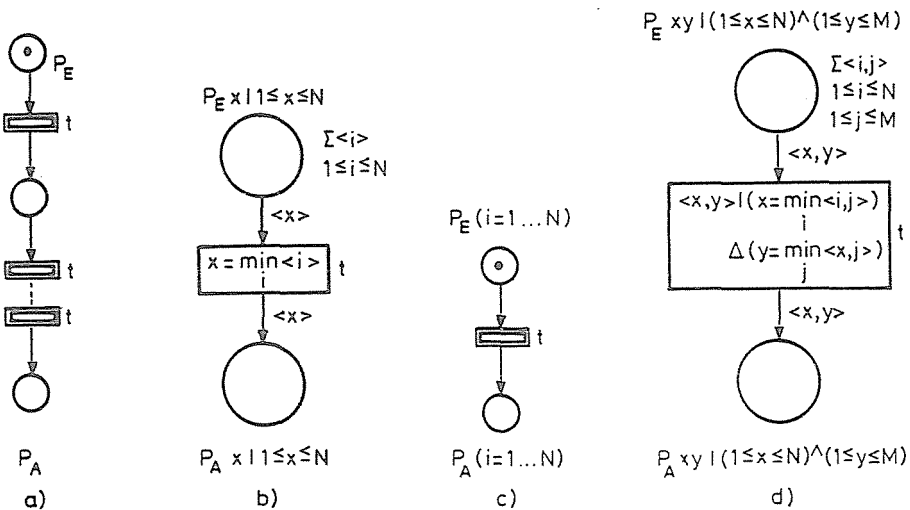 P_E
t
t
t
P_A
a)
P_E x | 1≤x≤N
Σ<i>
1≤i≤N
<x>
x = min<i>
i
t
<x>
P_A x | 1≤x≤N
b)
P_E (i=1...N)
t
P_A (i=1...N)
c)
P_E xy | (1≤x≤N)^(1≤y≤M)
Σ<i,j>
1≤i≤N
1≤j≤M
<x,y>
<x,y> | (x=min<i,j>)
i
t
Δ(y=min<x,j>)
j
<x,y>
P_A xy | (1≤x≤N)^(1≤y≤M)
d)